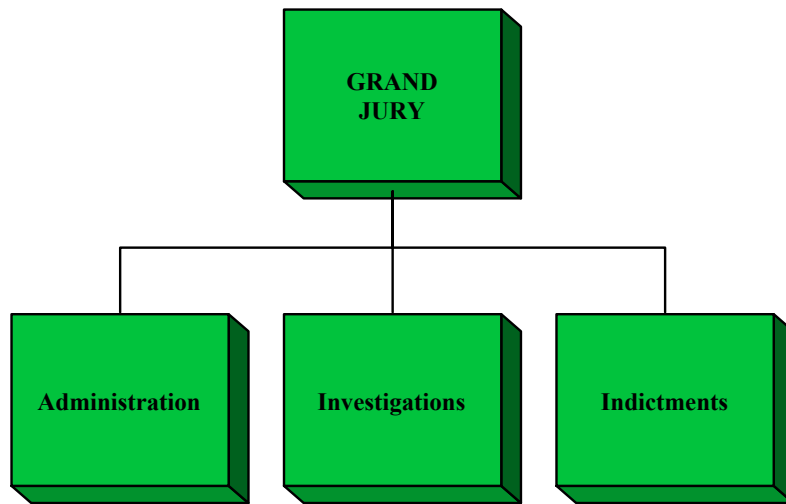 GRAND
JURY
Administration
Investigations
Indictments